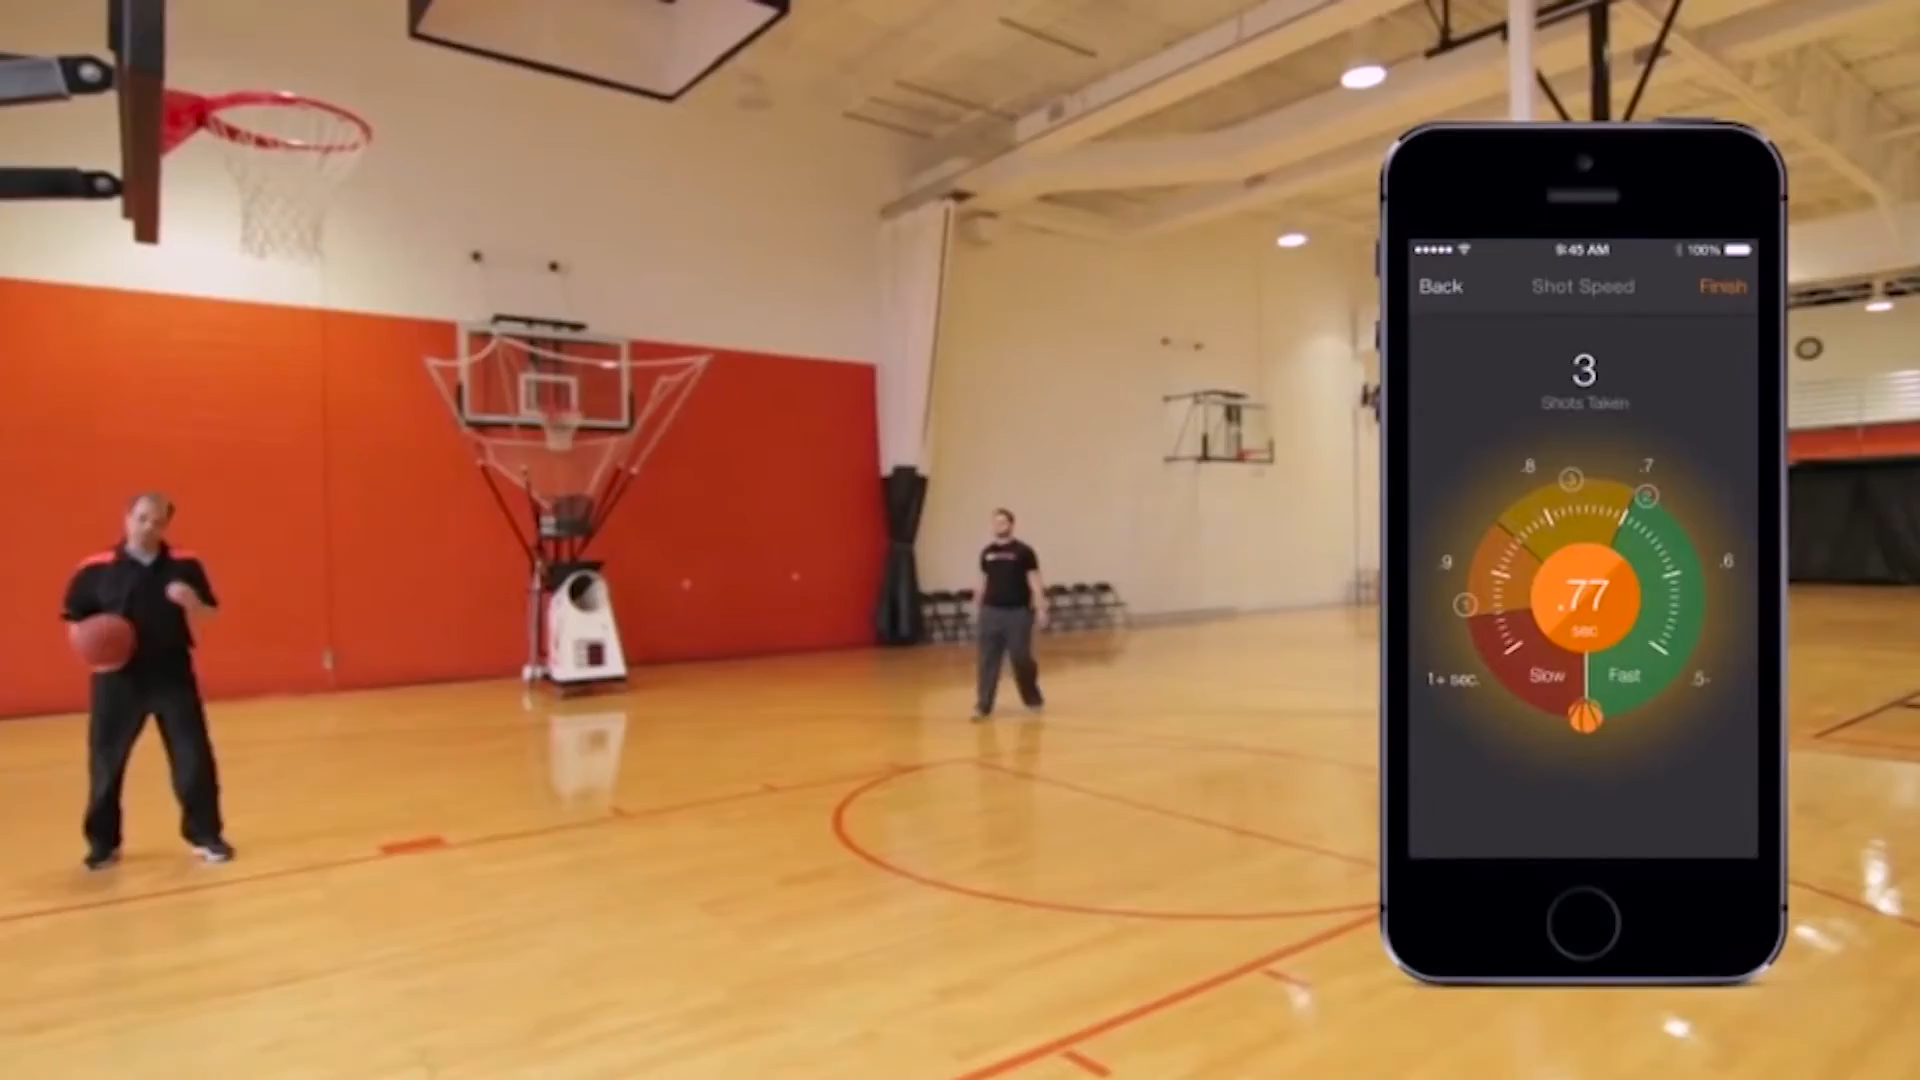 9:45 AM
100%
Back
Shot Speed
Finish
3
Shots Taken
.8
3
.7
2
.9
.6
1
.77
sec
1+ sec.
Slow
Fast
.5-